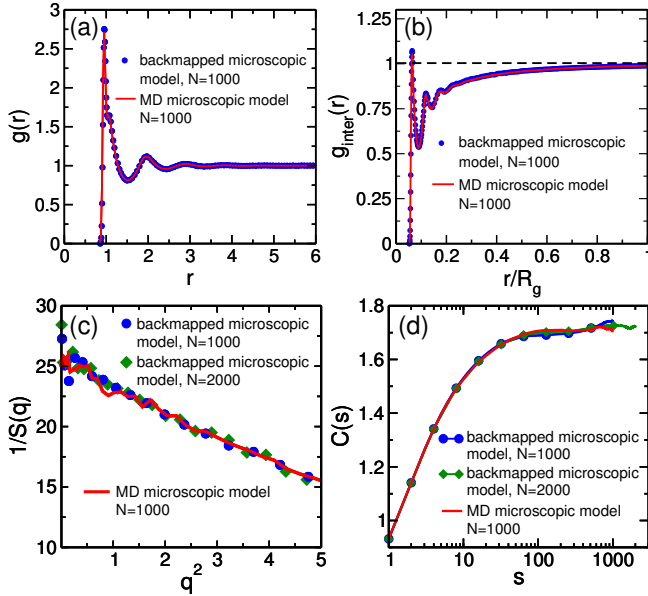 (a)
g(r)
3
2.5
2
1.5
1
0.5
0
backmapped microscopic
model, N=1000
MD microscopic model
N=1000
0 1 2 3 4 5 6
r
(b)
g_inter(r)
1.25
1
0.75
0.5
0.25
0
backmapped microscopic
model, N=1000
MD microscopic model
N=1000
0 0.2 0.4 0.6 0.8 1
r/R_g
(c)
1/S(q)
30
25
20
15
10
backmapped microscopic
model, N=1000
backmapped microscopic
model, N=2000
MD microscopic model
N=1000
1 2 3 4 5
q²
(d)
C(s)
1.8
1.6
1.4
1.2
1
backmapped microscopic
model, N=1000
backmapped microscopic
model, N=2000
MD microscopic model
N=1000
1 10 100 1000
s